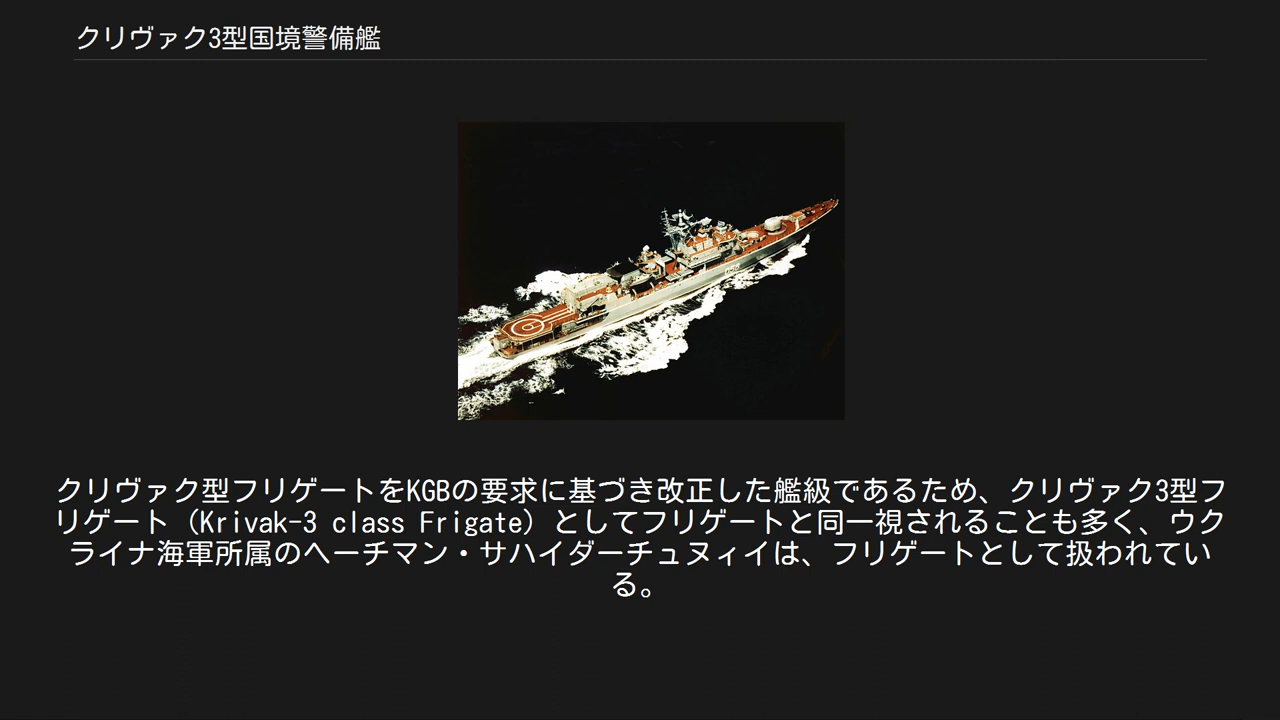 クリヴァク3型国境警備艦
クリヴァク型フリゲートをKGBの要求に基づき改正した艦級であるため、クリヴァク3型フ
リゲート（Krivak-3 class Frigate）としてフリゲートと同一視されることも多く、ウク
ライナ海軍所属のヘーチマン・サハイダーチュヌィイは、フリゲートとして扱われてい
る。